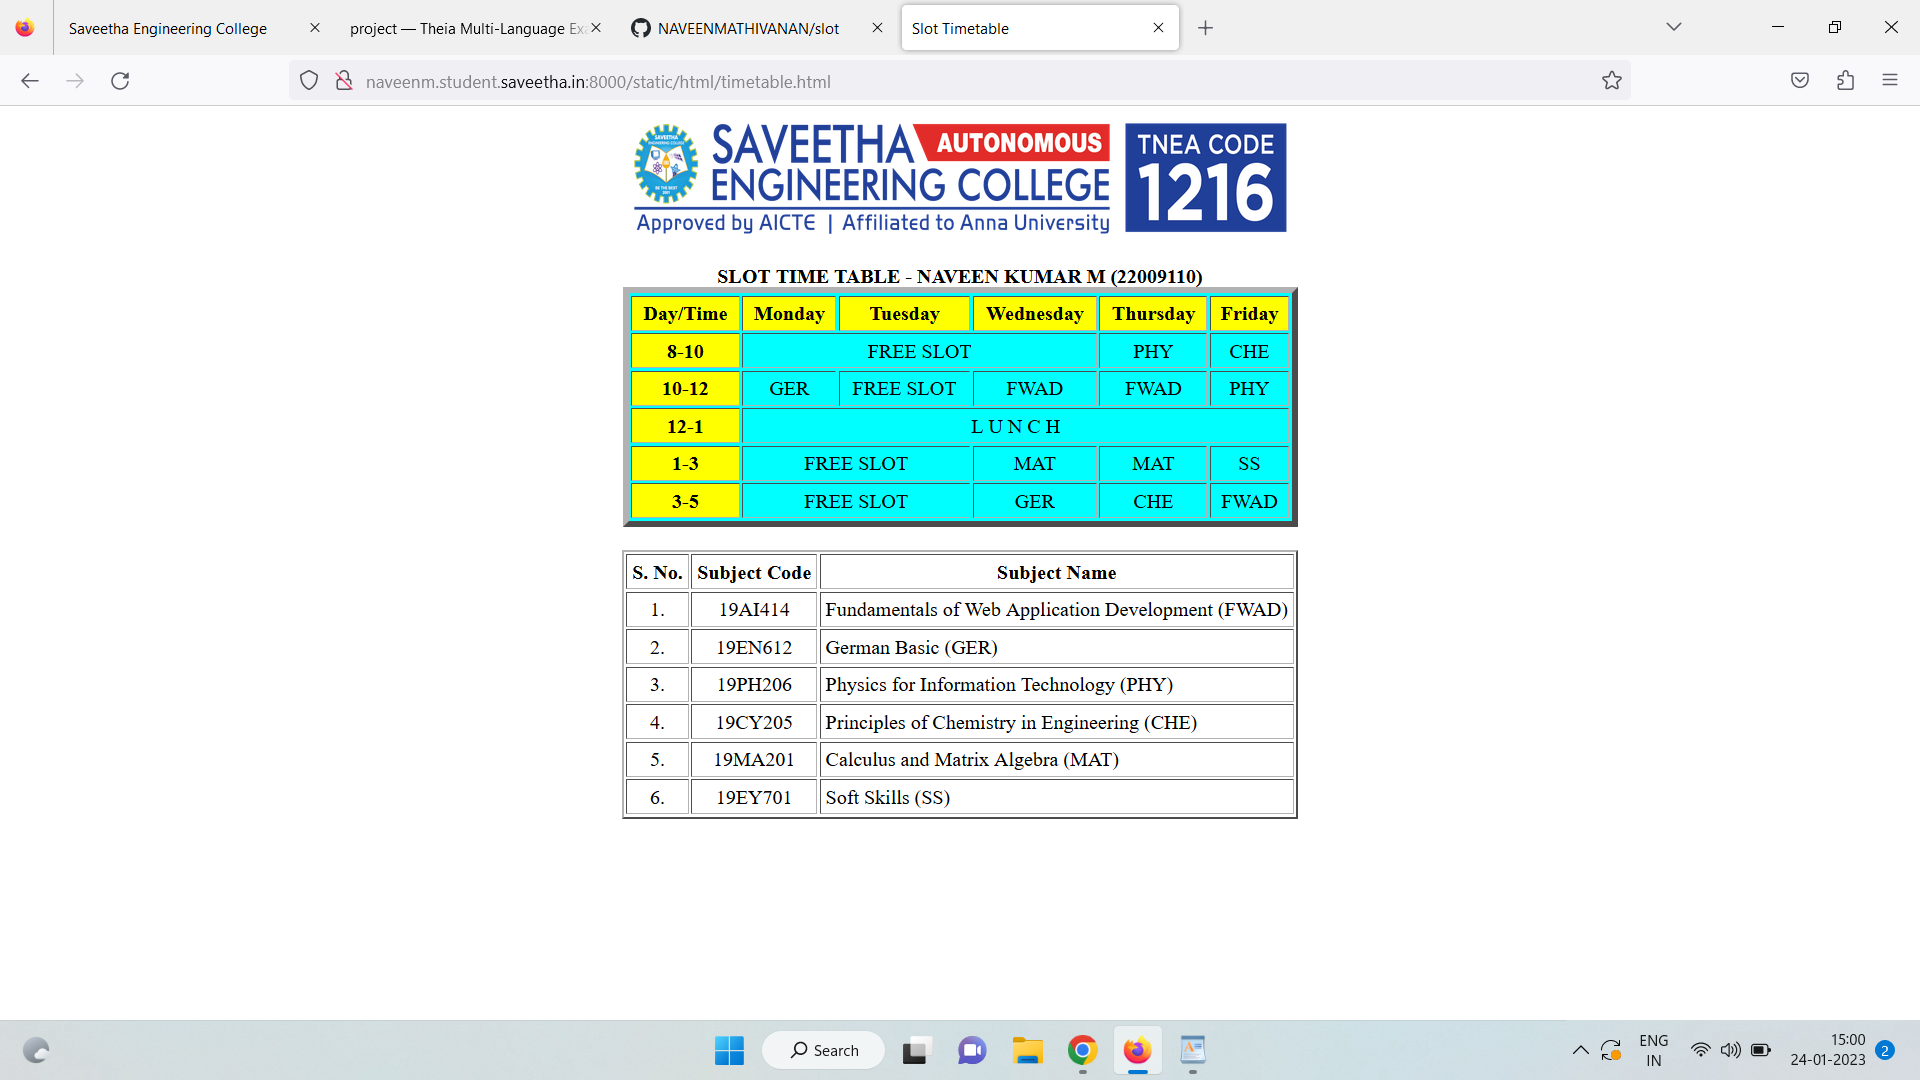 Saveetha Engineering College
project — Theia Multi-Language Ex
NAVEENMATHIVANAN/slot
Slot Timetable
naveenm.student.saveetha.in:8000/static/html/timetable.html
SAVEETHA AUTONOMOUS
ENGINEERING COLLEGE
Approved by AICTE | Affiliated to Anna University
TNEA CODE
1216
SLOT TIME TABLE - NAVEEN KUMAR M (22009110)
Day/Time Monday Tuesday Wednesday Thursday Friday
8-10 FREE SLOT PHY CHE
10-12 GER FREE SLOT FWAD FWAD PHY
12-1 L U N C H
1-3 FREE SLOT MAT MAT SS
3-5 FREE SLOT GER CHE FWAD
S. No. Subject Code Subject Name
1. 19AI414 Fundamentals of Web Application Development (FWAD)
2. 19EN612 German Basic (GER)
3. 19PH206 Physics for Information Technology (PHY)
4. 19CY205 Principles of Chemistry in Engineering (CHE)
5. 19MA201 Calculus and Matrix Algebra (MAT)
6. 19EY701 Soft Skills (SS)
Search
ENG
IN
15:00
24-01-2023
2